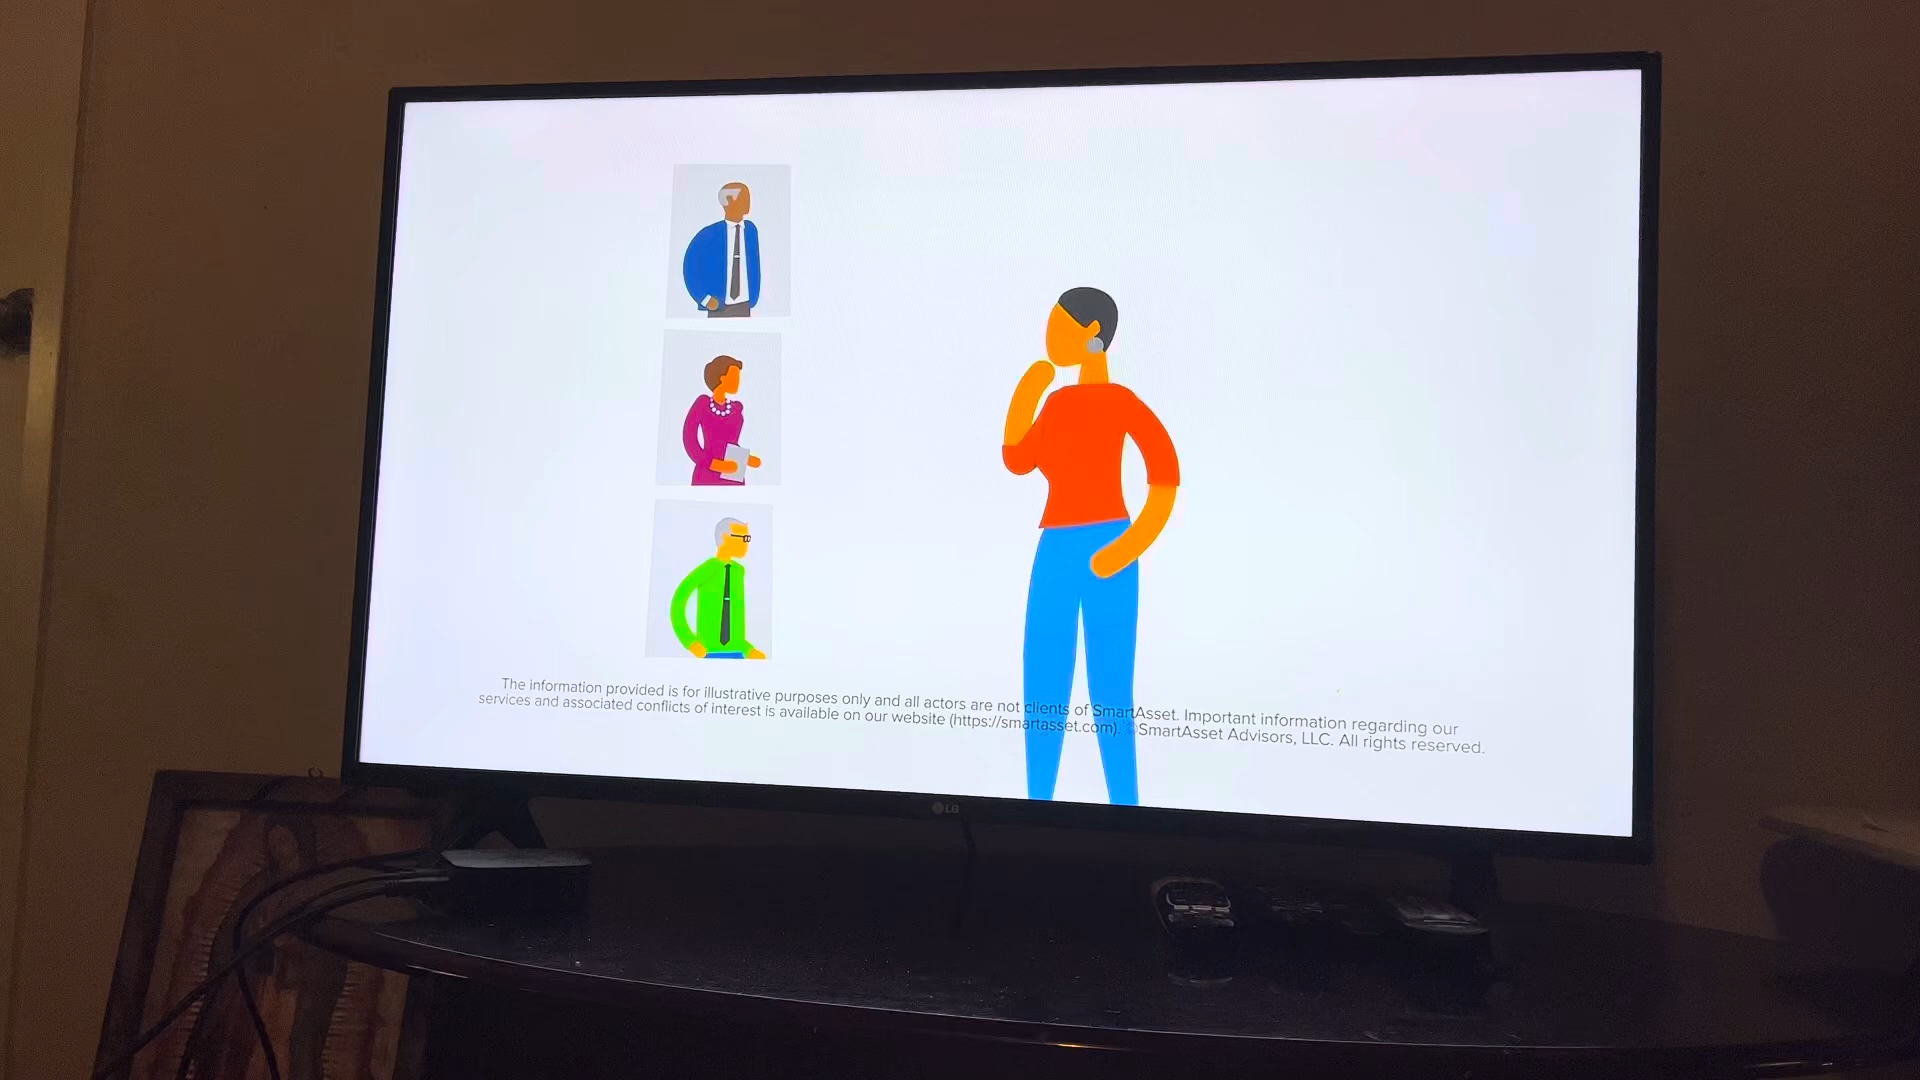 The information provided is for illustrative purposes only and all actors are not clients of SmartAsset. Important information regarding our
services and associated conflicts of interest is available on our website (https://smartasset.com). ©SmartAsset Advisors, LLC. All rights reserved.
LG